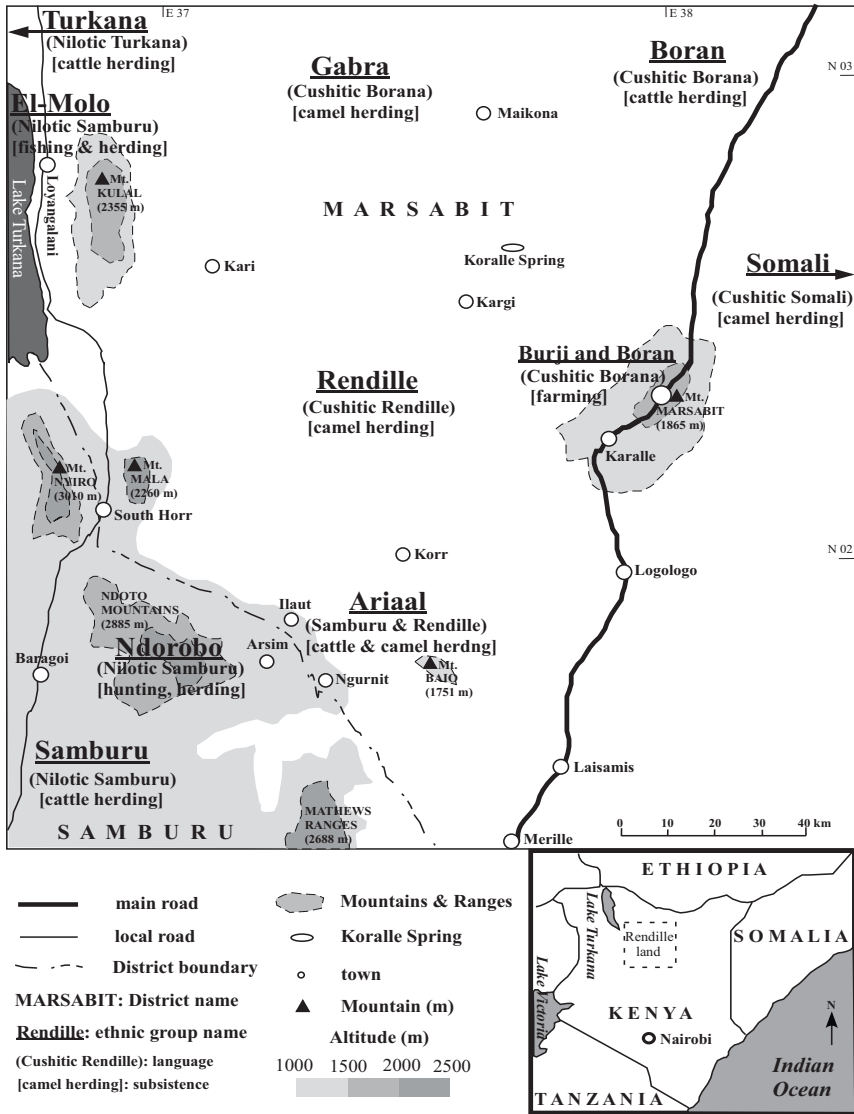 E 37
E 38
Turkana
(Nilotic Turkana)
[cattle herding]
Gabra
(Cushitic Borana)
[camel herding]
Boran
(Cushitic Borana)
[cattle herding]
N 03
El-Molo
(Nilotic Samburu)
[fishing & herding]
Maikona
Mt.
KULAL
(2355 m)
Loyangalani
Lake Turkana
MARSABIT
Koralle Spring
Kari
Kargi
Somali
(Cushitic Somali)
[camel herding]
Burji and Boran
(Cushitic Borana)
[farming]
Mt.
MARSABIT
(1865 m)
Rendille
(Cushitic Rendille)
[camel herding]
Karalle
Mt.
NYIRO
(3010 m)
Mt.
MALA
(2260 m)
South Horr
Korr
N 02
Logologo
NDOTO
MOUNTAINS
(2885 m)
Ilaut
Ariaal
(Samburu & Rendille)
[cattle & camel herdng]
Ndorobo
(Nilotic Samburu)
[hunting, herding]
Arsim
Baragoi
Ngurnit
Mt.
BAIO
(1751 m)
Samburu
(Nilotic Samburu)
[cattle herding]
Laisamis
SAMBURU
MATHEWS
RANGES
(2688 m)
Merille
0 10 20 30 40 km
main road
local road
District boundary
MARSABIT: District name
Rendille: ethnic group name
(Cushitic Rendille): language
[camel herding]: subsistence
Mountains & Ranges
Koralle Spring
town
Mountain (m)
Altitude (m)
1000 1500 2000 2500
ETHIOPIA
Lake Turkana
Rendille
land
SOMALIA
Lake Victoria
KENYA
Nairobi
N
Indian
Ocean
TANZANIA